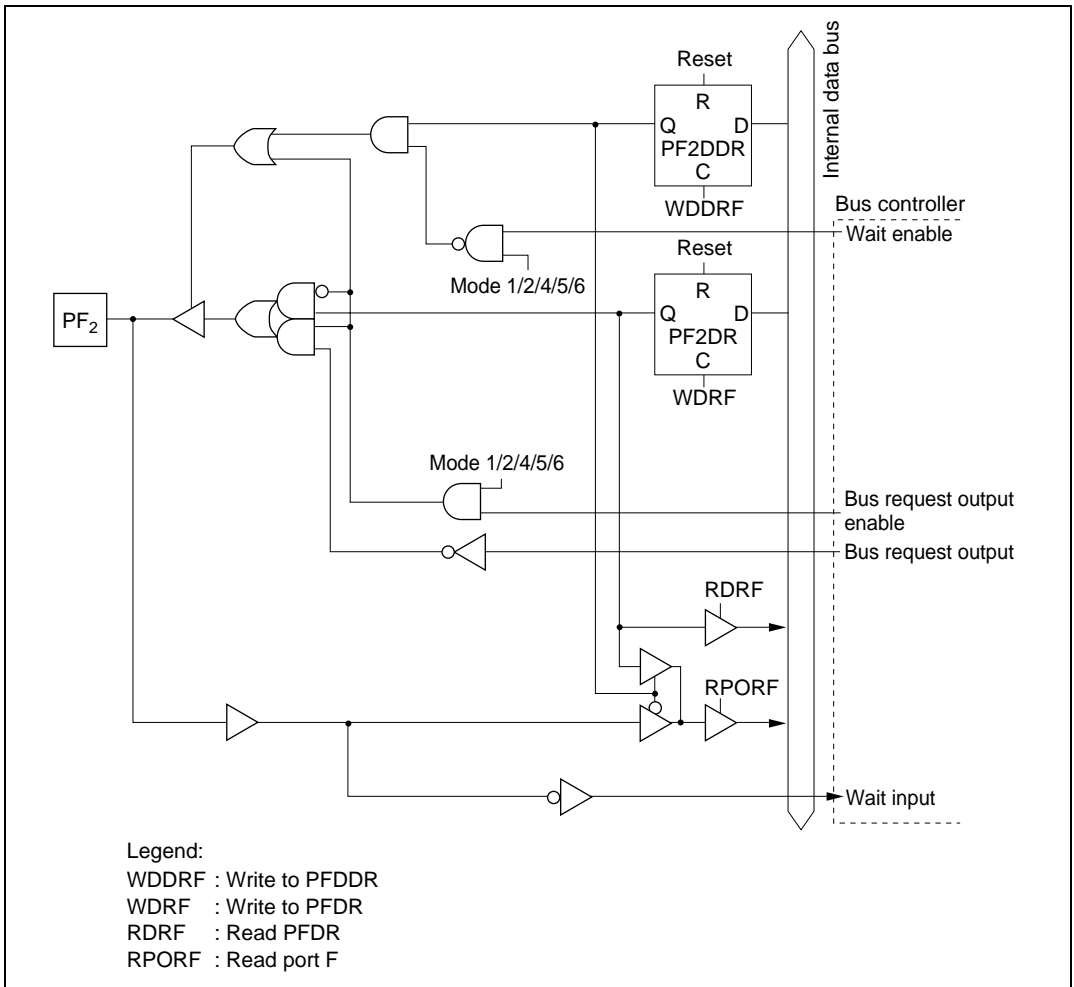 Reset
R
Q D
PF2DDR
C
WDDRF
Internal data bus
Bus controller
Wait enable
Mode 1/2/4/5/6
Reset
R
Q D
PF2DR
C
WDRF
PF2
Mode 1/2/4/5/6
Bus request output
enable
Bus request output
RDRF
RPORF
Wait input
Legend:
WDDRF : Write to PFDDR
WDRF : Write to PFDR
RDRF : Read PFDR
RPORF : Read port F